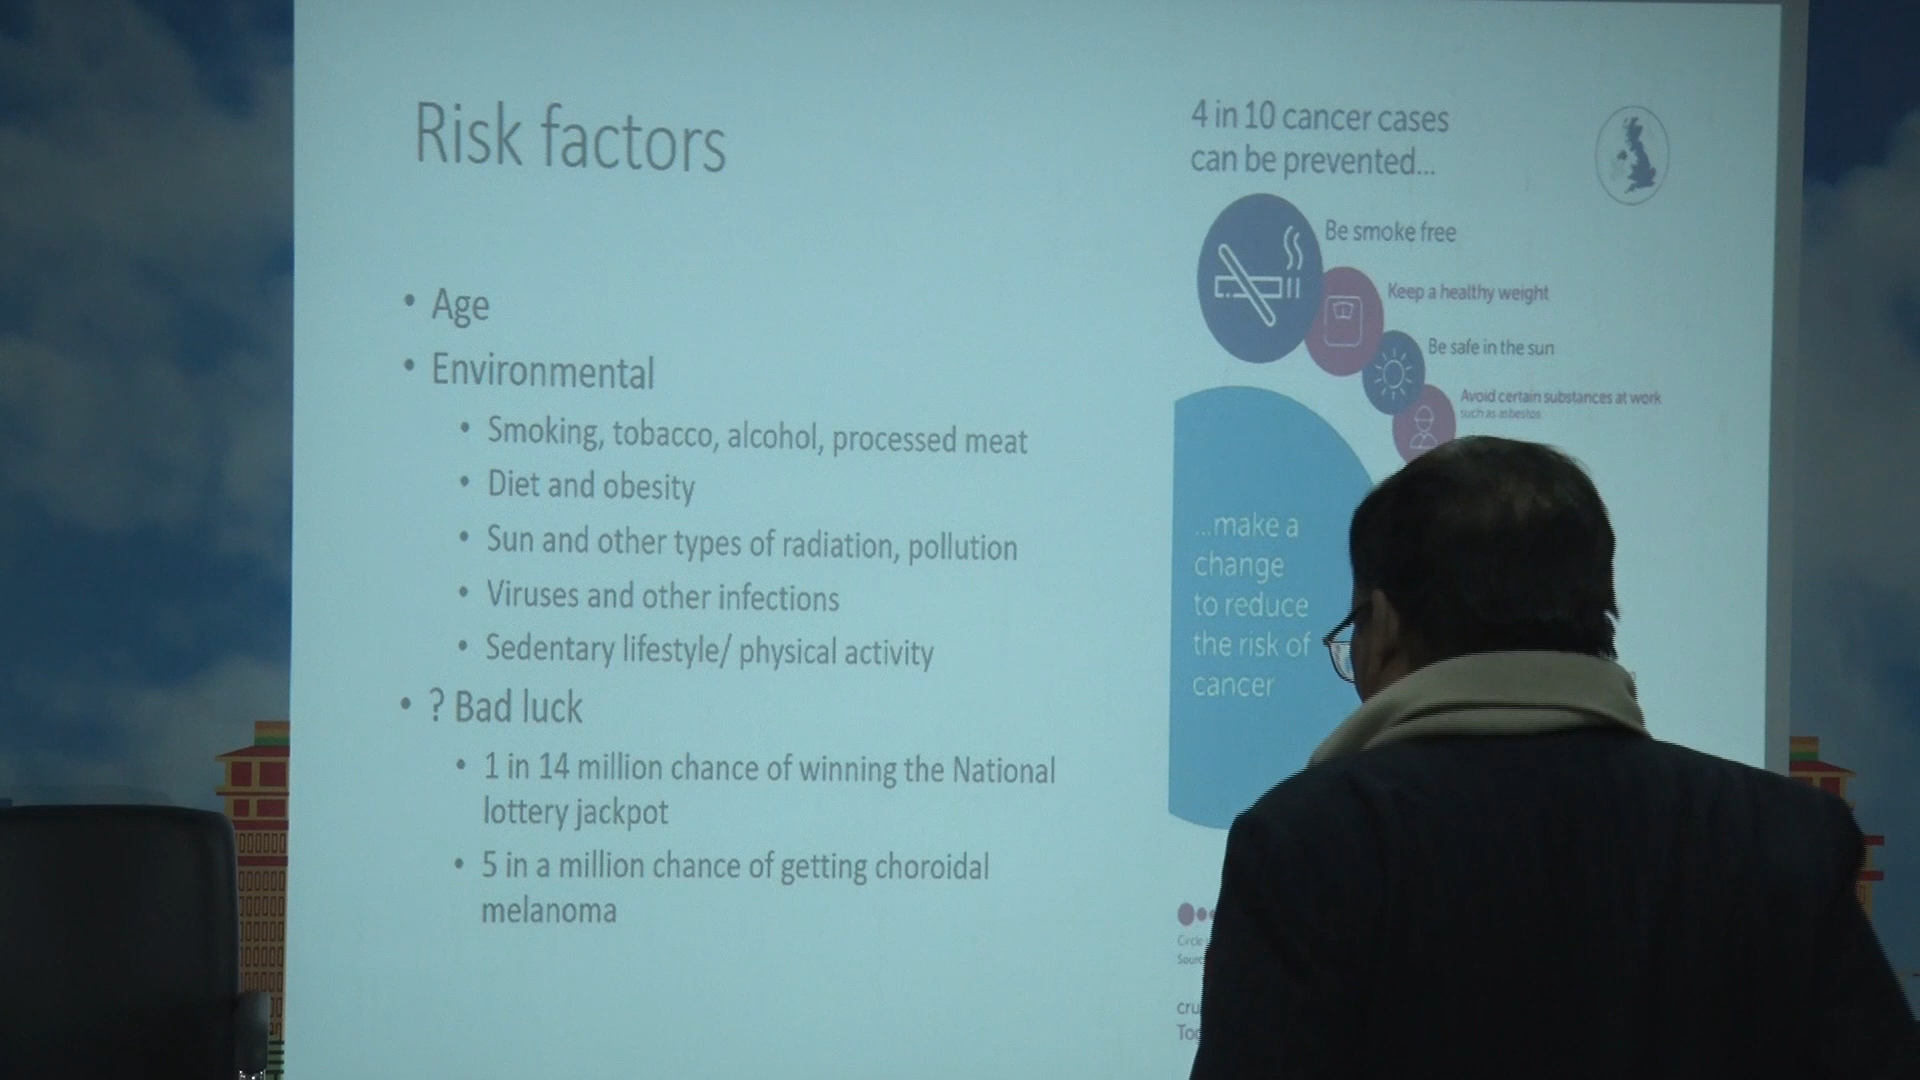 Risk factors
• Age
• Environmental
• Smoking, tobacco, alcohol, processed meat
• Diet and obesity
• Sun and other types of radiation, pollution
• Viruses and other infections
• Sedentary lifestyle/ physical activity
• ? Bad luck
• 1 in 14 million chance of winning the National
lottery jackpot
• 5 in a million chance of getting choroidal
melanoma
4 in 10 cancer cases
can be prevented...
Be smoke free
Keep a healthy weight
Be safe in the sun
Avoid certain substances at work
such as asbestos
...make a
change
to reduce
the risk of
cancer
Circle